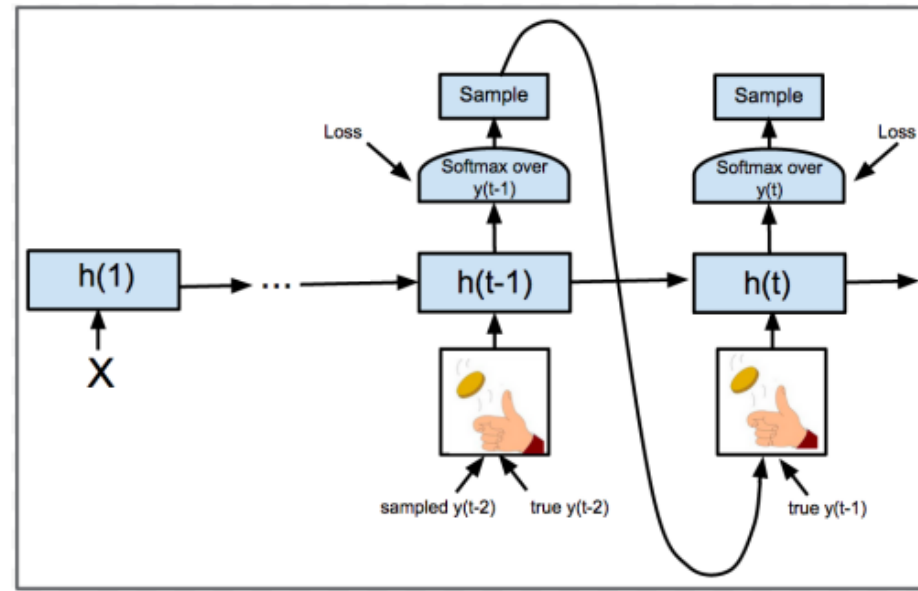 Sample
Sample
Loss
Loss
Softmax over
y(t-1)
Softmax over
y(t)
h(1)
...
h(t-1)
h(t)
X
sampled y(t-2)
true y(t-2)
true y(t-1)